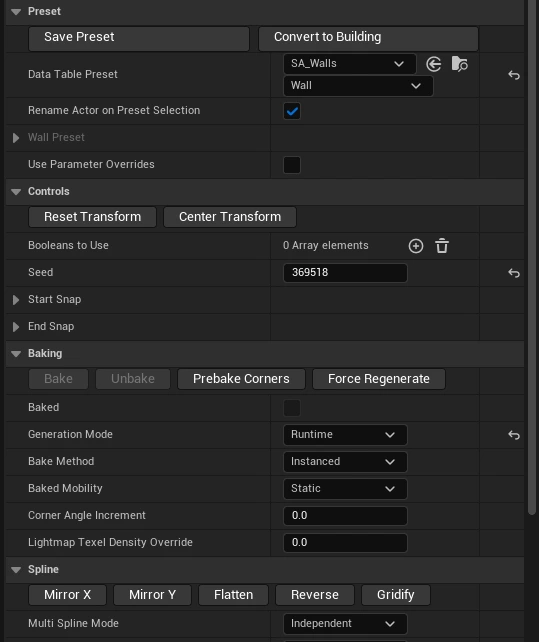 Preset
Save Preset
Convert to Building
Data Table Preset
SA_Walls
Wall
Rename Actor on Preset Selection
Wall Preset
Use Parameter Overrides
Controls
Reset Transform
Center Transform
Booleans to Use
0 Array elements
Seed
369518
Start Snap
End Snap
Baking
Bake
Unbake
Prebake Corners
Force Regenerate
Baked
Generation Mode
Runtime
Bake Method
Instanced
Baked Mobility
Static
Corner Angle Increment
0.0
Lightmap Texel Density Override
0.0
Spline
Mirror X
Mirror Y
Flatten
Reverse
Gridify
Multi Spline Mode
Independent